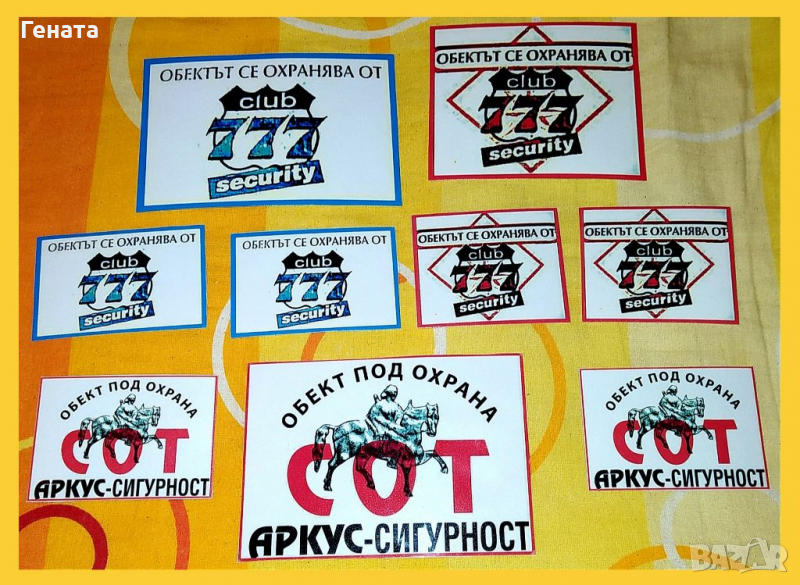 Гената
ОБЕКТЪТ СЕ ОХРАНЯВА ОТ
club
777
security
ОБЕКТЪТ СЕ ОХРАНЯВА ОТ
club
777
security
ОБЕКТЪТ СЕ ОХРАНЯВА ОТ
club
777
security
ОБЕКТЪТ СЕ ОХРАНЯВА ОТ
club
777
security
ОБЕКТЪТ СЕ ОХРАНЯВА ОТ
club
777
security
ОБЕКТЪТ СЕ ОХРАНЯВА ОТ
club
777
security
ОБЕКТ ПОД ОХРАНА
СОТ
АРКУС-СИГУРНОСТ
ОБЕКТ ПОД ОХРАНА
СОТ
АРКУС-СИГУРНОСТ
ОБЕКТ ПОД ОХРАНА
СОТ
АРКУС-СИГУРНОСТ
BAZAR